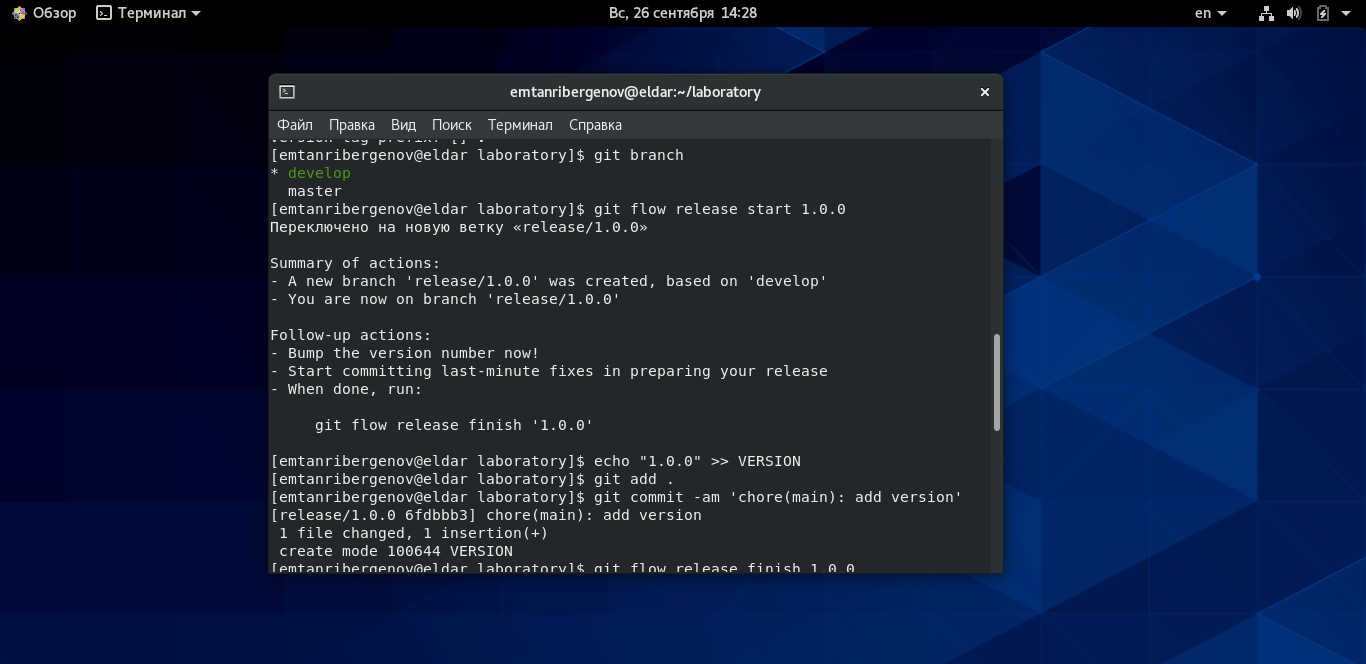 Обзор Терминал Вс, 26 сентября 14:28 en
emtanribergenov@eldar:~/laboratory
Файл Правка Вид Поиск Терминал Справка
[emtanribergenov@eldar laboratory]$ git branch
* develop
  master
[emtanribergenov@eldar laboratory]$ git flow release start 1.0.0
Переключено на новую ветку «release/1.0.0»
Summary of actions:
- A new branch 'release/1.0.0' was created, based on 'develop'
- You are now on branch 'release/1.0.0'
Follow-up actions:
- Bump the version number now!
- Start committing last-minute fixes in preparing your release
- When done, run:
     git flow release finish '1.0.0'
[emtanribergenov@eldar laboratory]$ echo "1.0.0" >> VERSION
[emtanribergenov@eldar laboratory]$ git add .
[emtanribergenov@eldar laboratory]$ git commit -am 'chore(main): add version'
[release/1.0.0 6fdbbb3] chore(main): add version
 1 file changed, 1 insertion(+)
 create mode 100644 VERSION
[emtanribergenov@eldar laboratory]$ git flow release finish 1.0.0